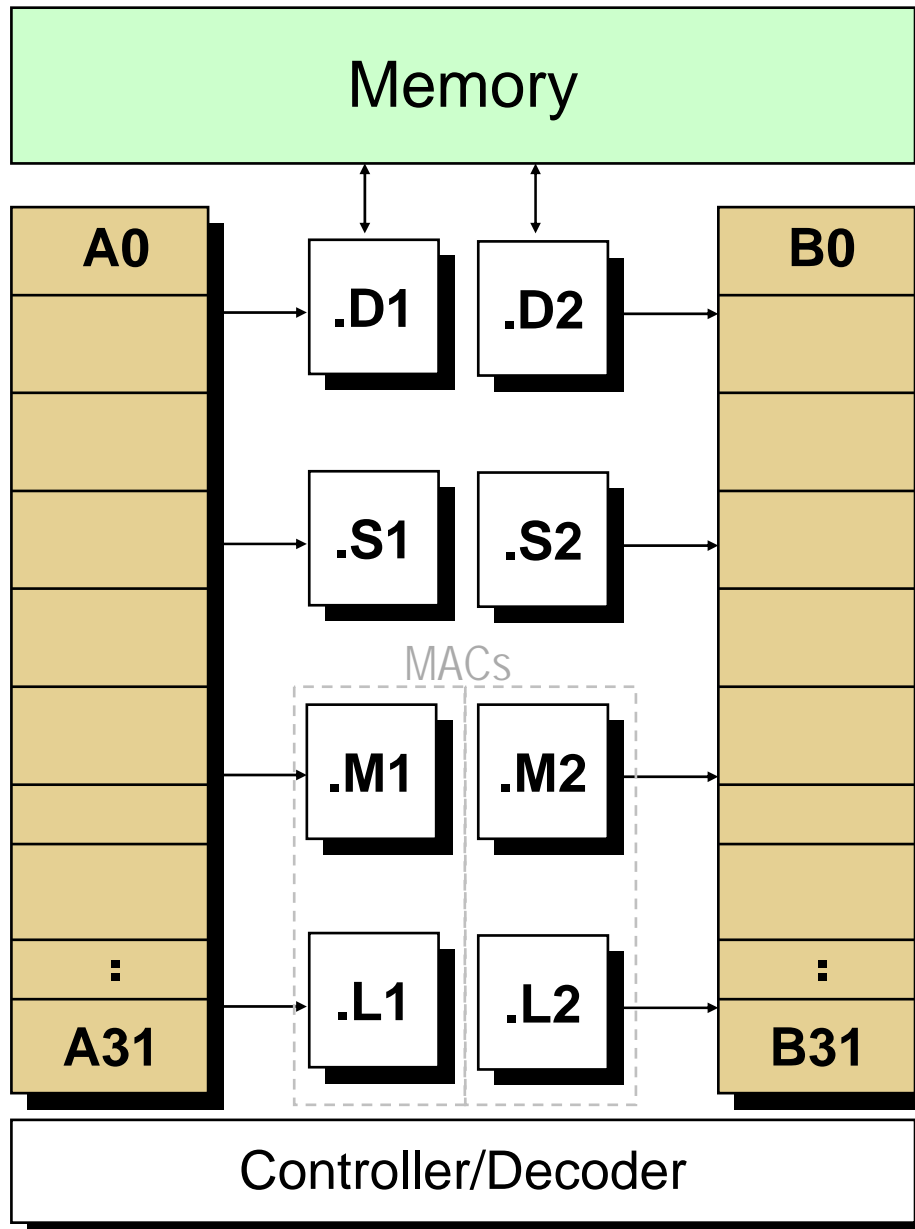 Memory
A0
.D1
.D2
B0
.S1
.S2
MACs
.M1
.M2
:
.L1
.L2
:
A31
B31
Controller/Decoder